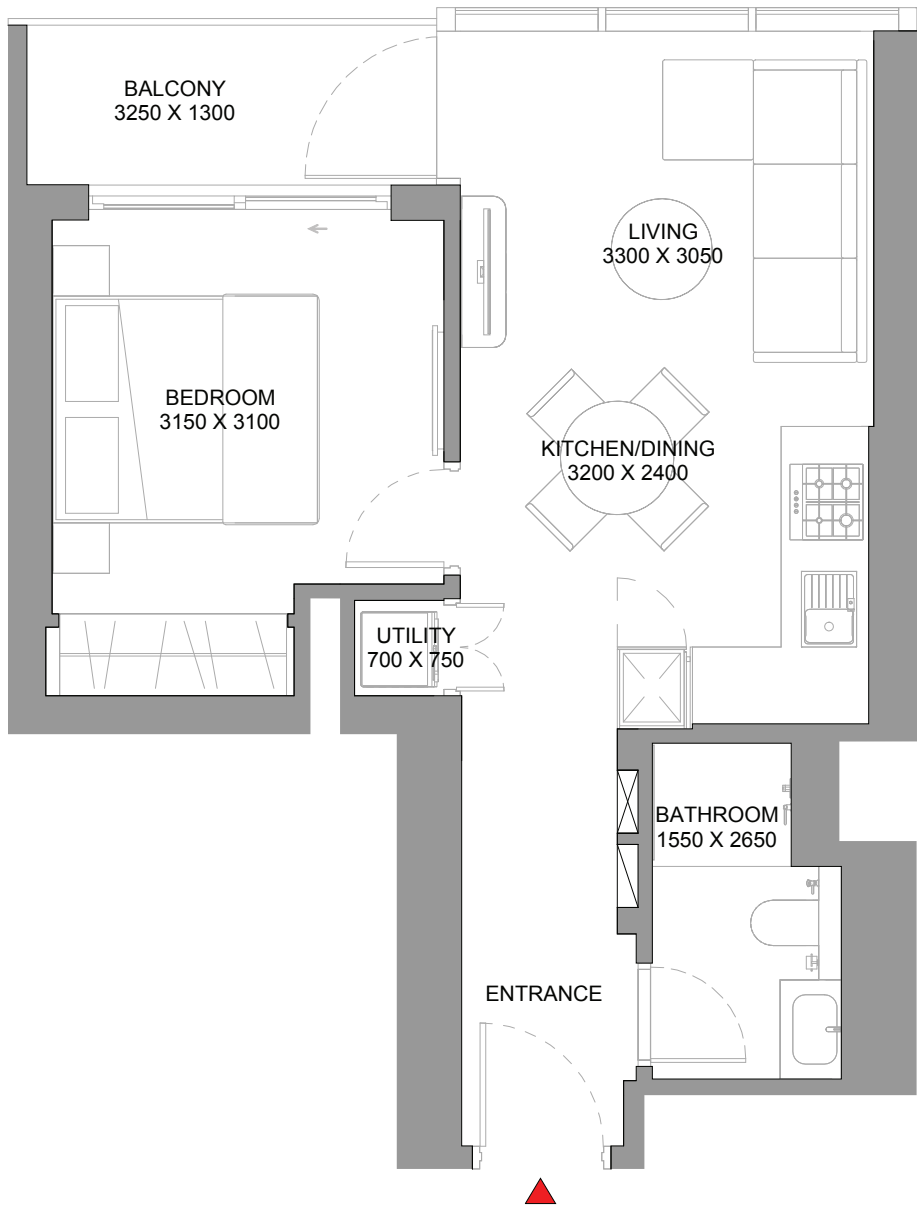 BALCONY
3250 X 1300
LIVING
3300 X 3050
BEDROOM
3150 X 3100
KITCHEN/DINING
3200 X 2400
UTILITY
700 X 750
BATHROOM
1550 X 2650
ENTRANCE